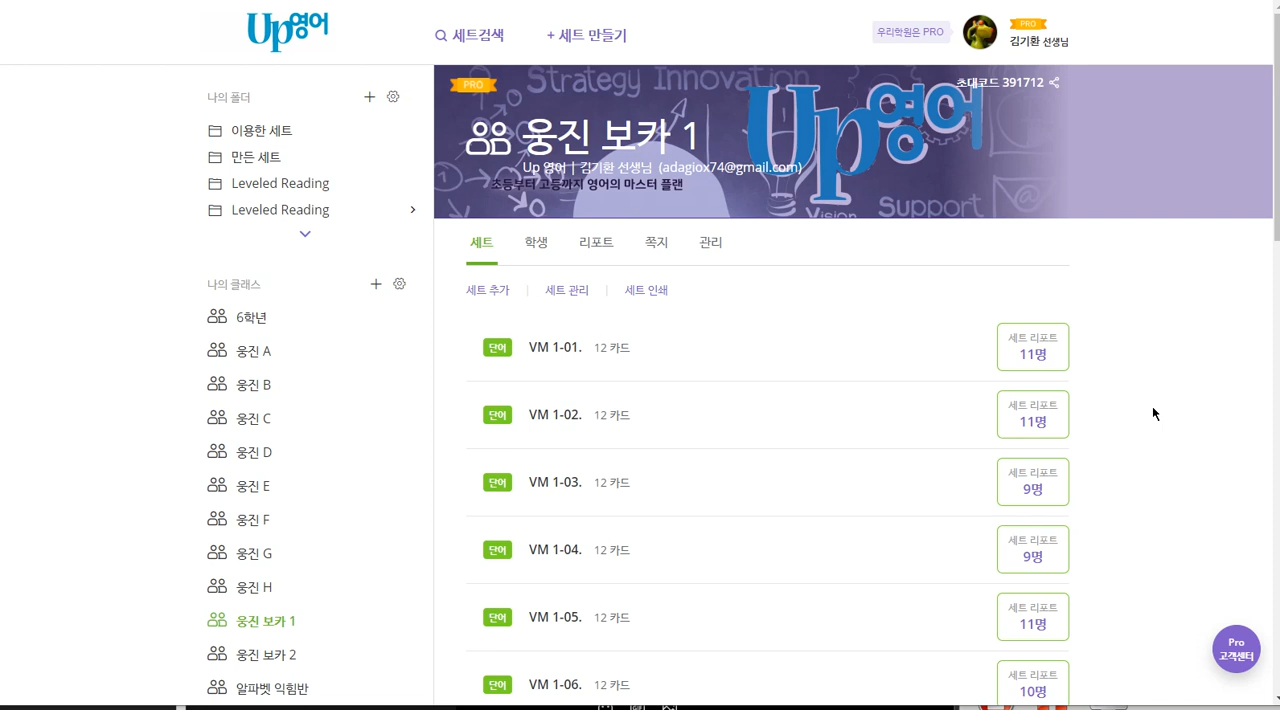 Up영어
세트검색
+ 세트 만들기
우리학원은 PRO
PRO
김기환 선생님
나의 폴더
이용한 세트
만든 세트
Leveled Reading
Leveled Reading
나의 클래스
6학년
웅진 A
웅진 B
웅진 C
웅진 D
웅진 E
웅진 F
웅진 G
웅진 H
웅진 보카 1
웅진 보카 2
알파벳 익힘반
PRO
Strategy Innovation
초대코드 391712
웅진 보카 1
Up영어
Up 영어 | 김기환 선생님 (adagiox74@gmail.com)
초등부터 고등까지 영어의 마스터 플랜
Vision
Support
세트
학생
리포트
쪽지
관리
세트 추가
세트 관리
세트 인쇄
단어 VM 1-01. 12 카드
세트 리포트
11명
단어 VM 1-02. 12 카드
세트 리포트
11명
단어 VM 1-03. 12 카드
세트 리포트
9명
단어 VM 1-04. 12 카드
세트 리포트
9명
단어 VM 1-05. 12 카드
세트 리포트
11명
단어 VM 1-06. 12 카드
세트 리포트
10명
Pro
고객센터